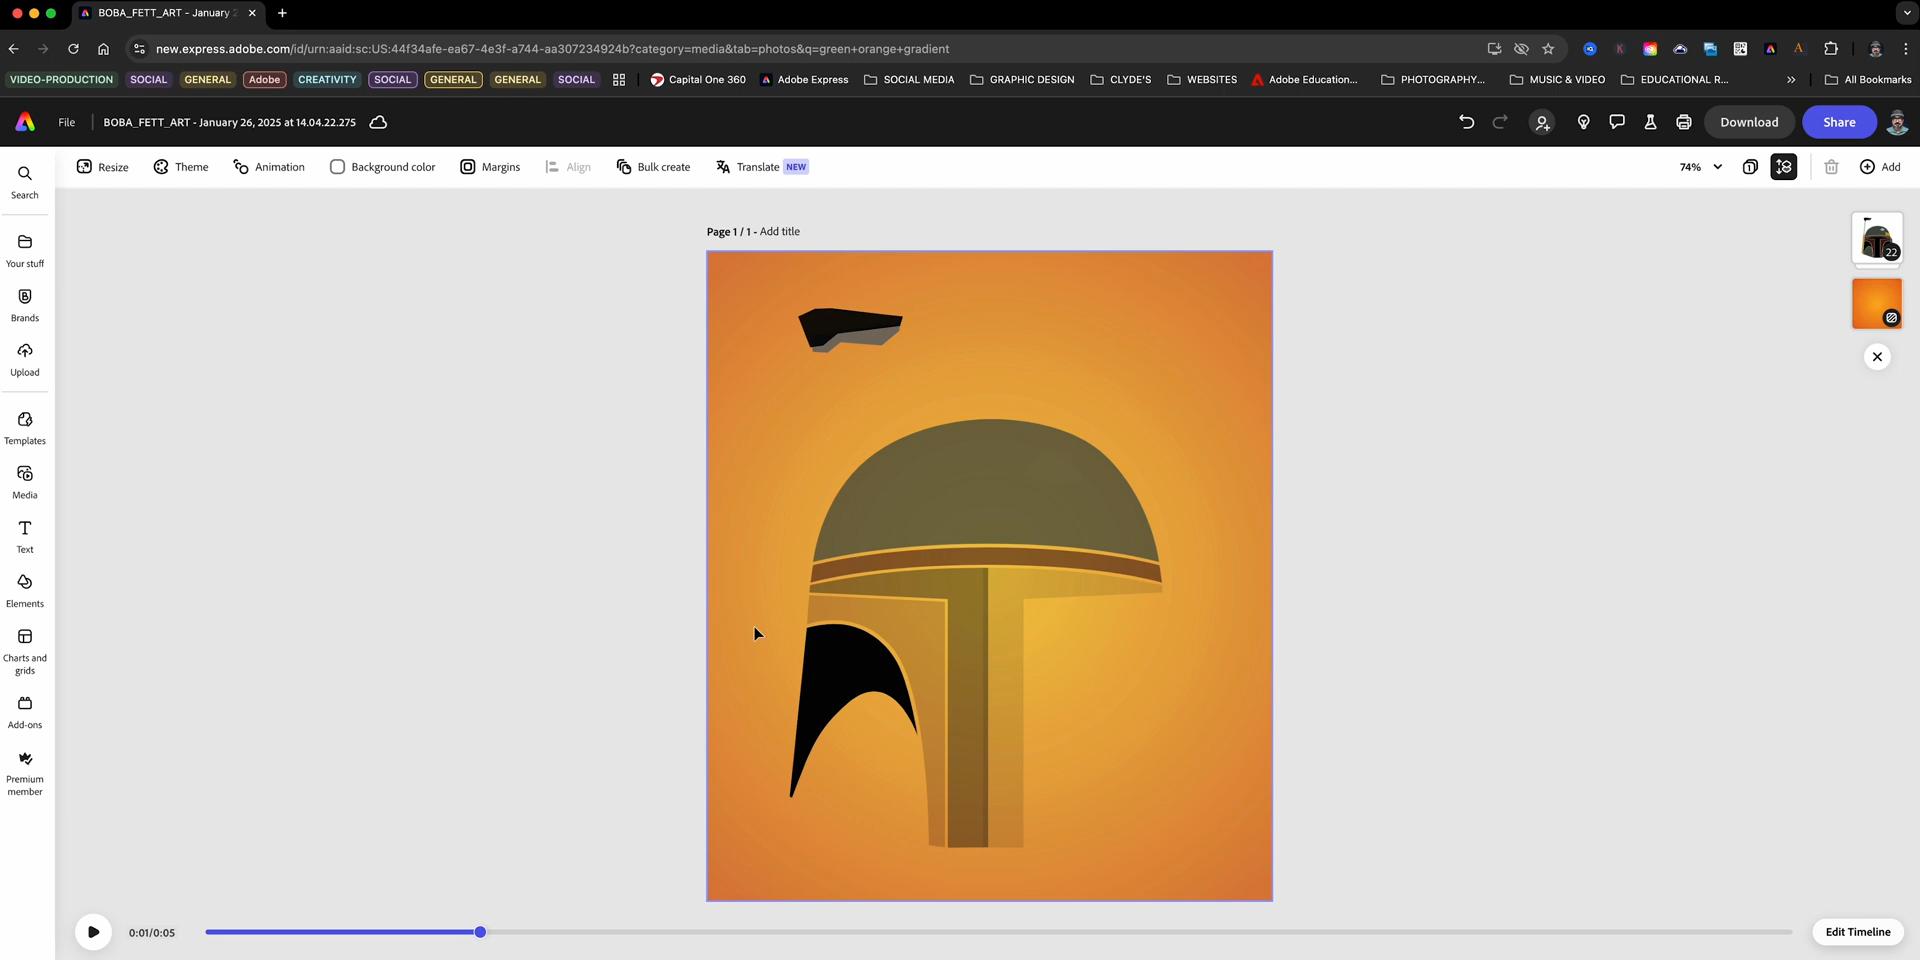 BOBA_FETT_ART - January 2
new.express.adobe.com/id/urn:aaid:sc:US:44f34afe-ea67-4e3f-a744-aa307234924b?category=media&tab=photos&q=green+orange+gradient
VIDEO-PRODUCTION SOCIAL GENERAL Adobe CREATIVITY SOCIAL GENERAL GENERAL SOCIAL Capital One 360 Adobe Express SOCIAL MEDIA GRAPHIC DESIGN CLYDE'S WEBSITES Adobe Education... PHOTOGRAPHY... MUSIC & VIDEO EDUCATIONAL R... » All Bookmarks
File BOBA_FETT_ART - January 26, 2025 at 14.04.22.275 Download Share
Resize Theme Animation Background color Margins Align Bulk create Translate NEW 74% 1 Add
Search
Your stuff
Brands
Upload
Templates
Media
Text
Elements
Charts and
grids
Add-ons
Premium
member
Page 1 / 1 - Add title
22
0:01/0:05
Edit Timeline